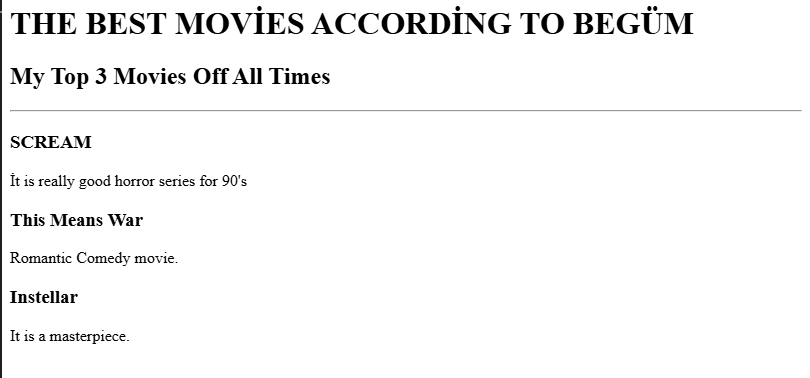 THE BEST MOVİES ACCORDİNG TO BEGÜM
My Top 3 Movies Off All Times
SCREAM
İt is really good horror series for 90's
This Means War
Romantic Comedy movie.
Instellar
It is a masterpiece.